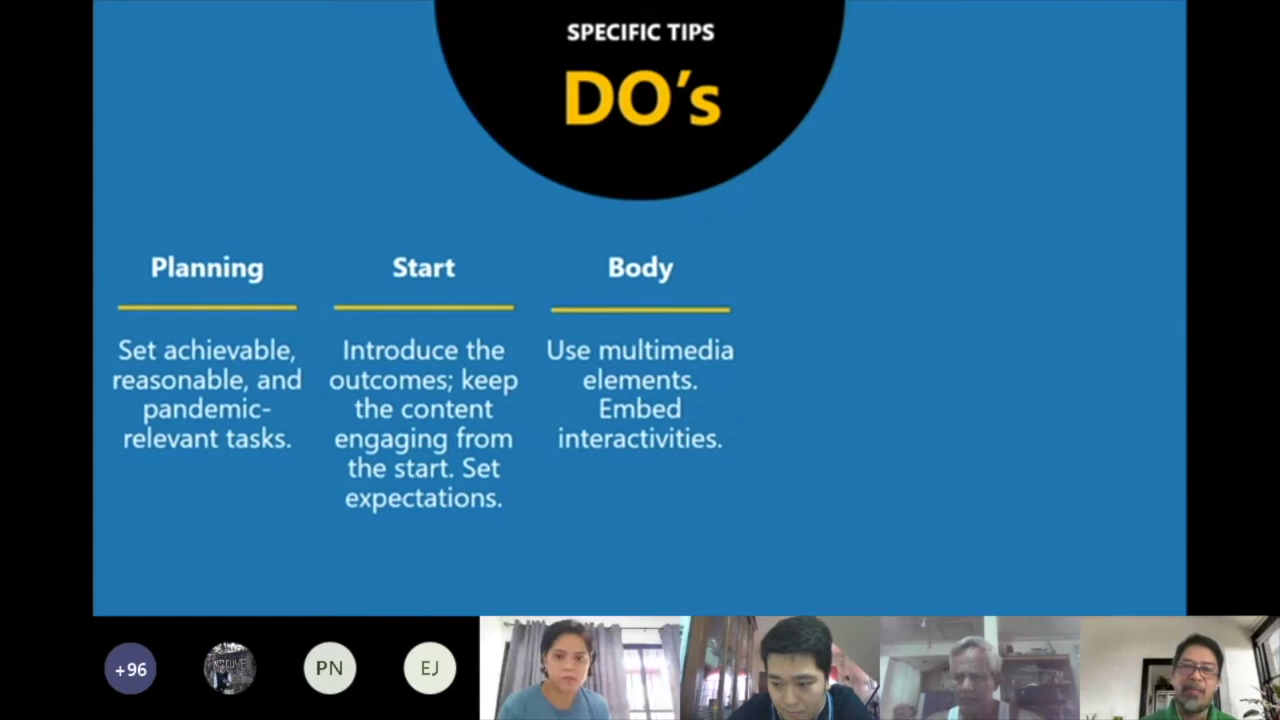 SPECIFIC TIPS
DO's
Planning
Set achievable,
reasonable, and
pandemic-
relevant tasks.
Start
Introduce the
outcomes; keep
the content
engaging from
the start. Set
expectations.
Body
Use multimedia
elements.
Embed
interactivities.
+96
PN
EJ